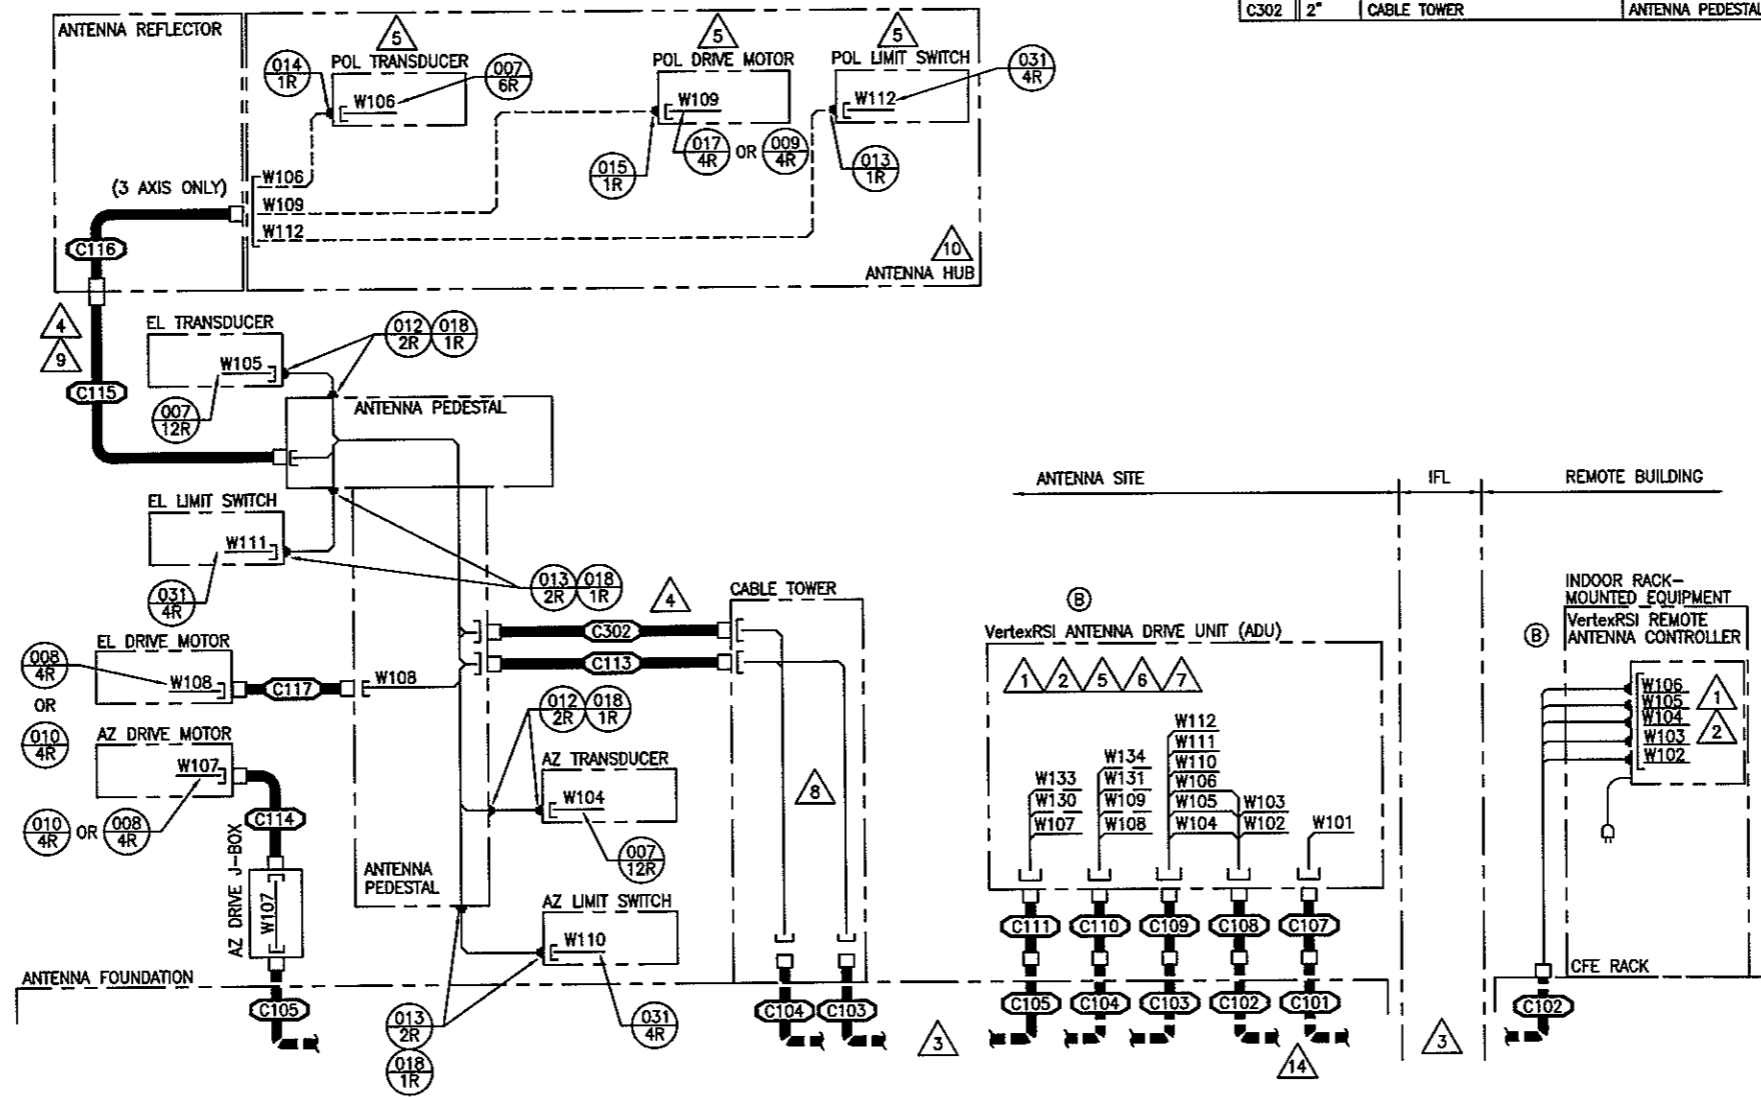 C302 2" CABLE TOWER ANTENNA PEDESTAL
ANTENNA REFLECTOR
5
5
5
POL TRANSDUCER
POL DRIVE MOTOR
POL LIMIT SWITCH
014
1R
007
6R
031
4R
W106
W109
W112
015
1R
017
4R
OR
009
4R
013
1R
(3 AXIS ONLY)
W106
W109
W112
C116
10
ANTENNA HUB
4
9
EL TRANSDUCER
012
2R
018
1R
W105
C115
007
12R
ANTENNA PEDESTAL
ANTENNA SITE
IFL
REMOTE BUILDING
EL LIMIT SWITCH
W111
031
4R
013
2R
018
1R
4
CABLE TOWER
B
INDOOR RACK-
MOUNTED EQUIPMENT
VertexRSI REMOTE
ANTENNA CONTROLLER
B
VertexRSI ANTENNA DRIVE UNIT (ADU)
1
2
5
6
7
C302
C113
EL DRIVE MOTOR
008
4R
W108
C117
W108
OR
010
4R
AZ DRIVE MOTOR
W107
010
4R
OR
008
4R
C114
012
2R
018
1R
AZ TRANSDUCER
W104
007
12R
8
W133
W130
W107
W134
W131
W109
W108
W112
W111
W110
W106
W105
W104
W103
W102
W101
W106
W105
W104
W103
W102
1
2
AZ DRIVE J-BOX
W107
ANTENNA
PEDESTAL
AZ LIMIT SWITCH
W110
C111
C110
C109
C108
C107
CFE RACK
ANTENNA FOUNDATION
C105
013
2R
018
1R
031
4R
C104
C103
3
C105
C104
C103
C102
C101
14
3
C102